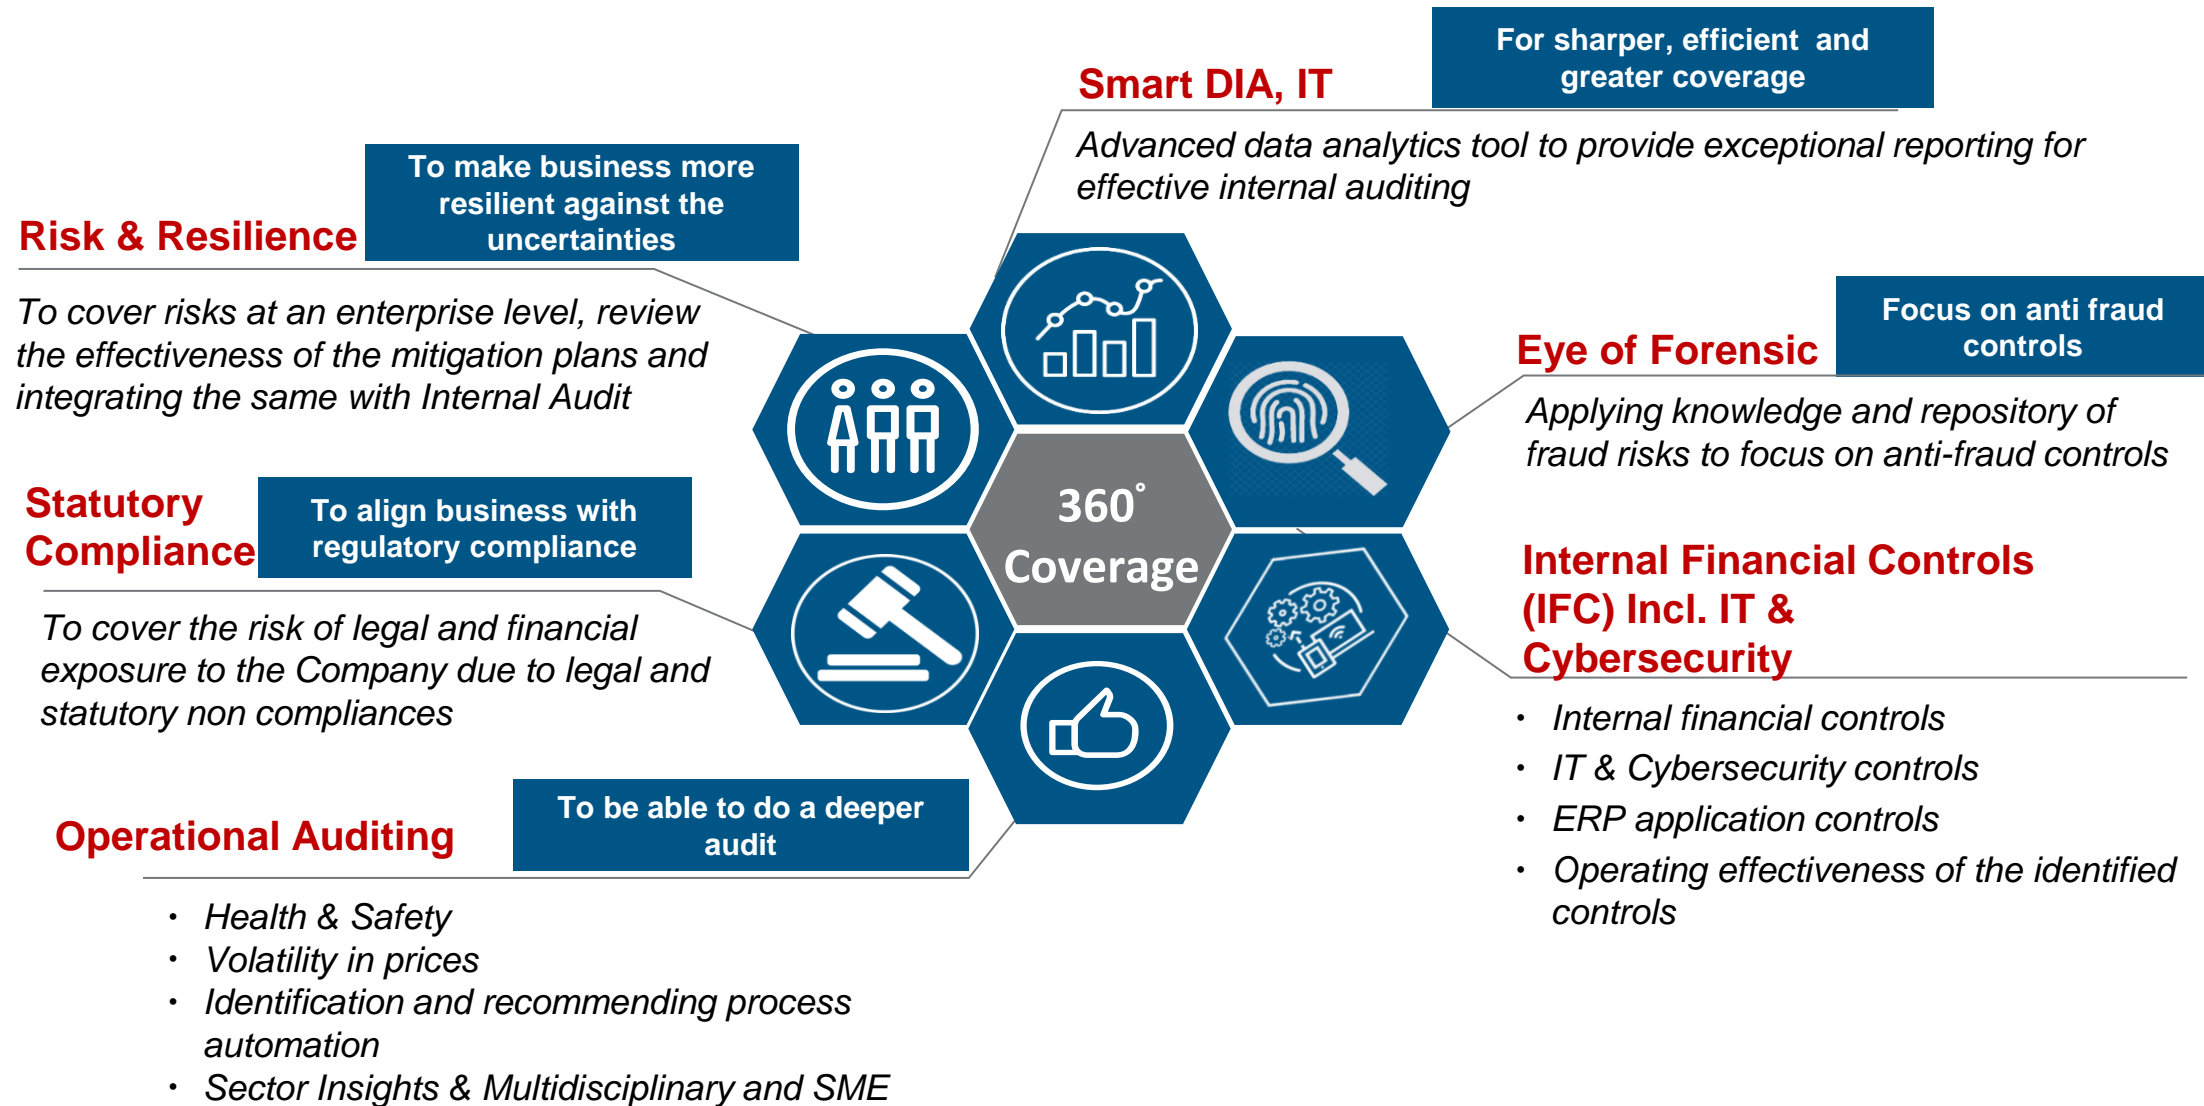 Smart DIA, IT
For sharper, efficient and
greater coverage
Advanced data analytics tool to provide exceptional reporting for
effective internal auditing
Risk & Resilience
To make business more
resilient against the
uncertainties
To cover risks at an enterprise level, review
the effectiveness of the mitigation plans and
integrating the same with Internal Audit
Eye of Forensic
Focus on anti fraud
controls
Applying knowledge and repository of
fraud risks to focus on anti-fraud controls
360°
Coverage
Statutory
Compliance
To align business with
regulatory compliance
To cover the risk of legal and financial
exposure to the Company due to legal and
statutory non compliances
Internal Financial Controls
(IFC) Incl. IT &
Cybersecurity
• Internal financial controls
• IT & Cybersecurity controls
• ERP application controls
• Operating effectiveness of the identified
controls
Operational Auditing
To be able to do a deeper
audit
• Health & Safety
• Volatility in prices
• Identification and recommending process
automation
• Sector Insights & Multidisciplinary and SME